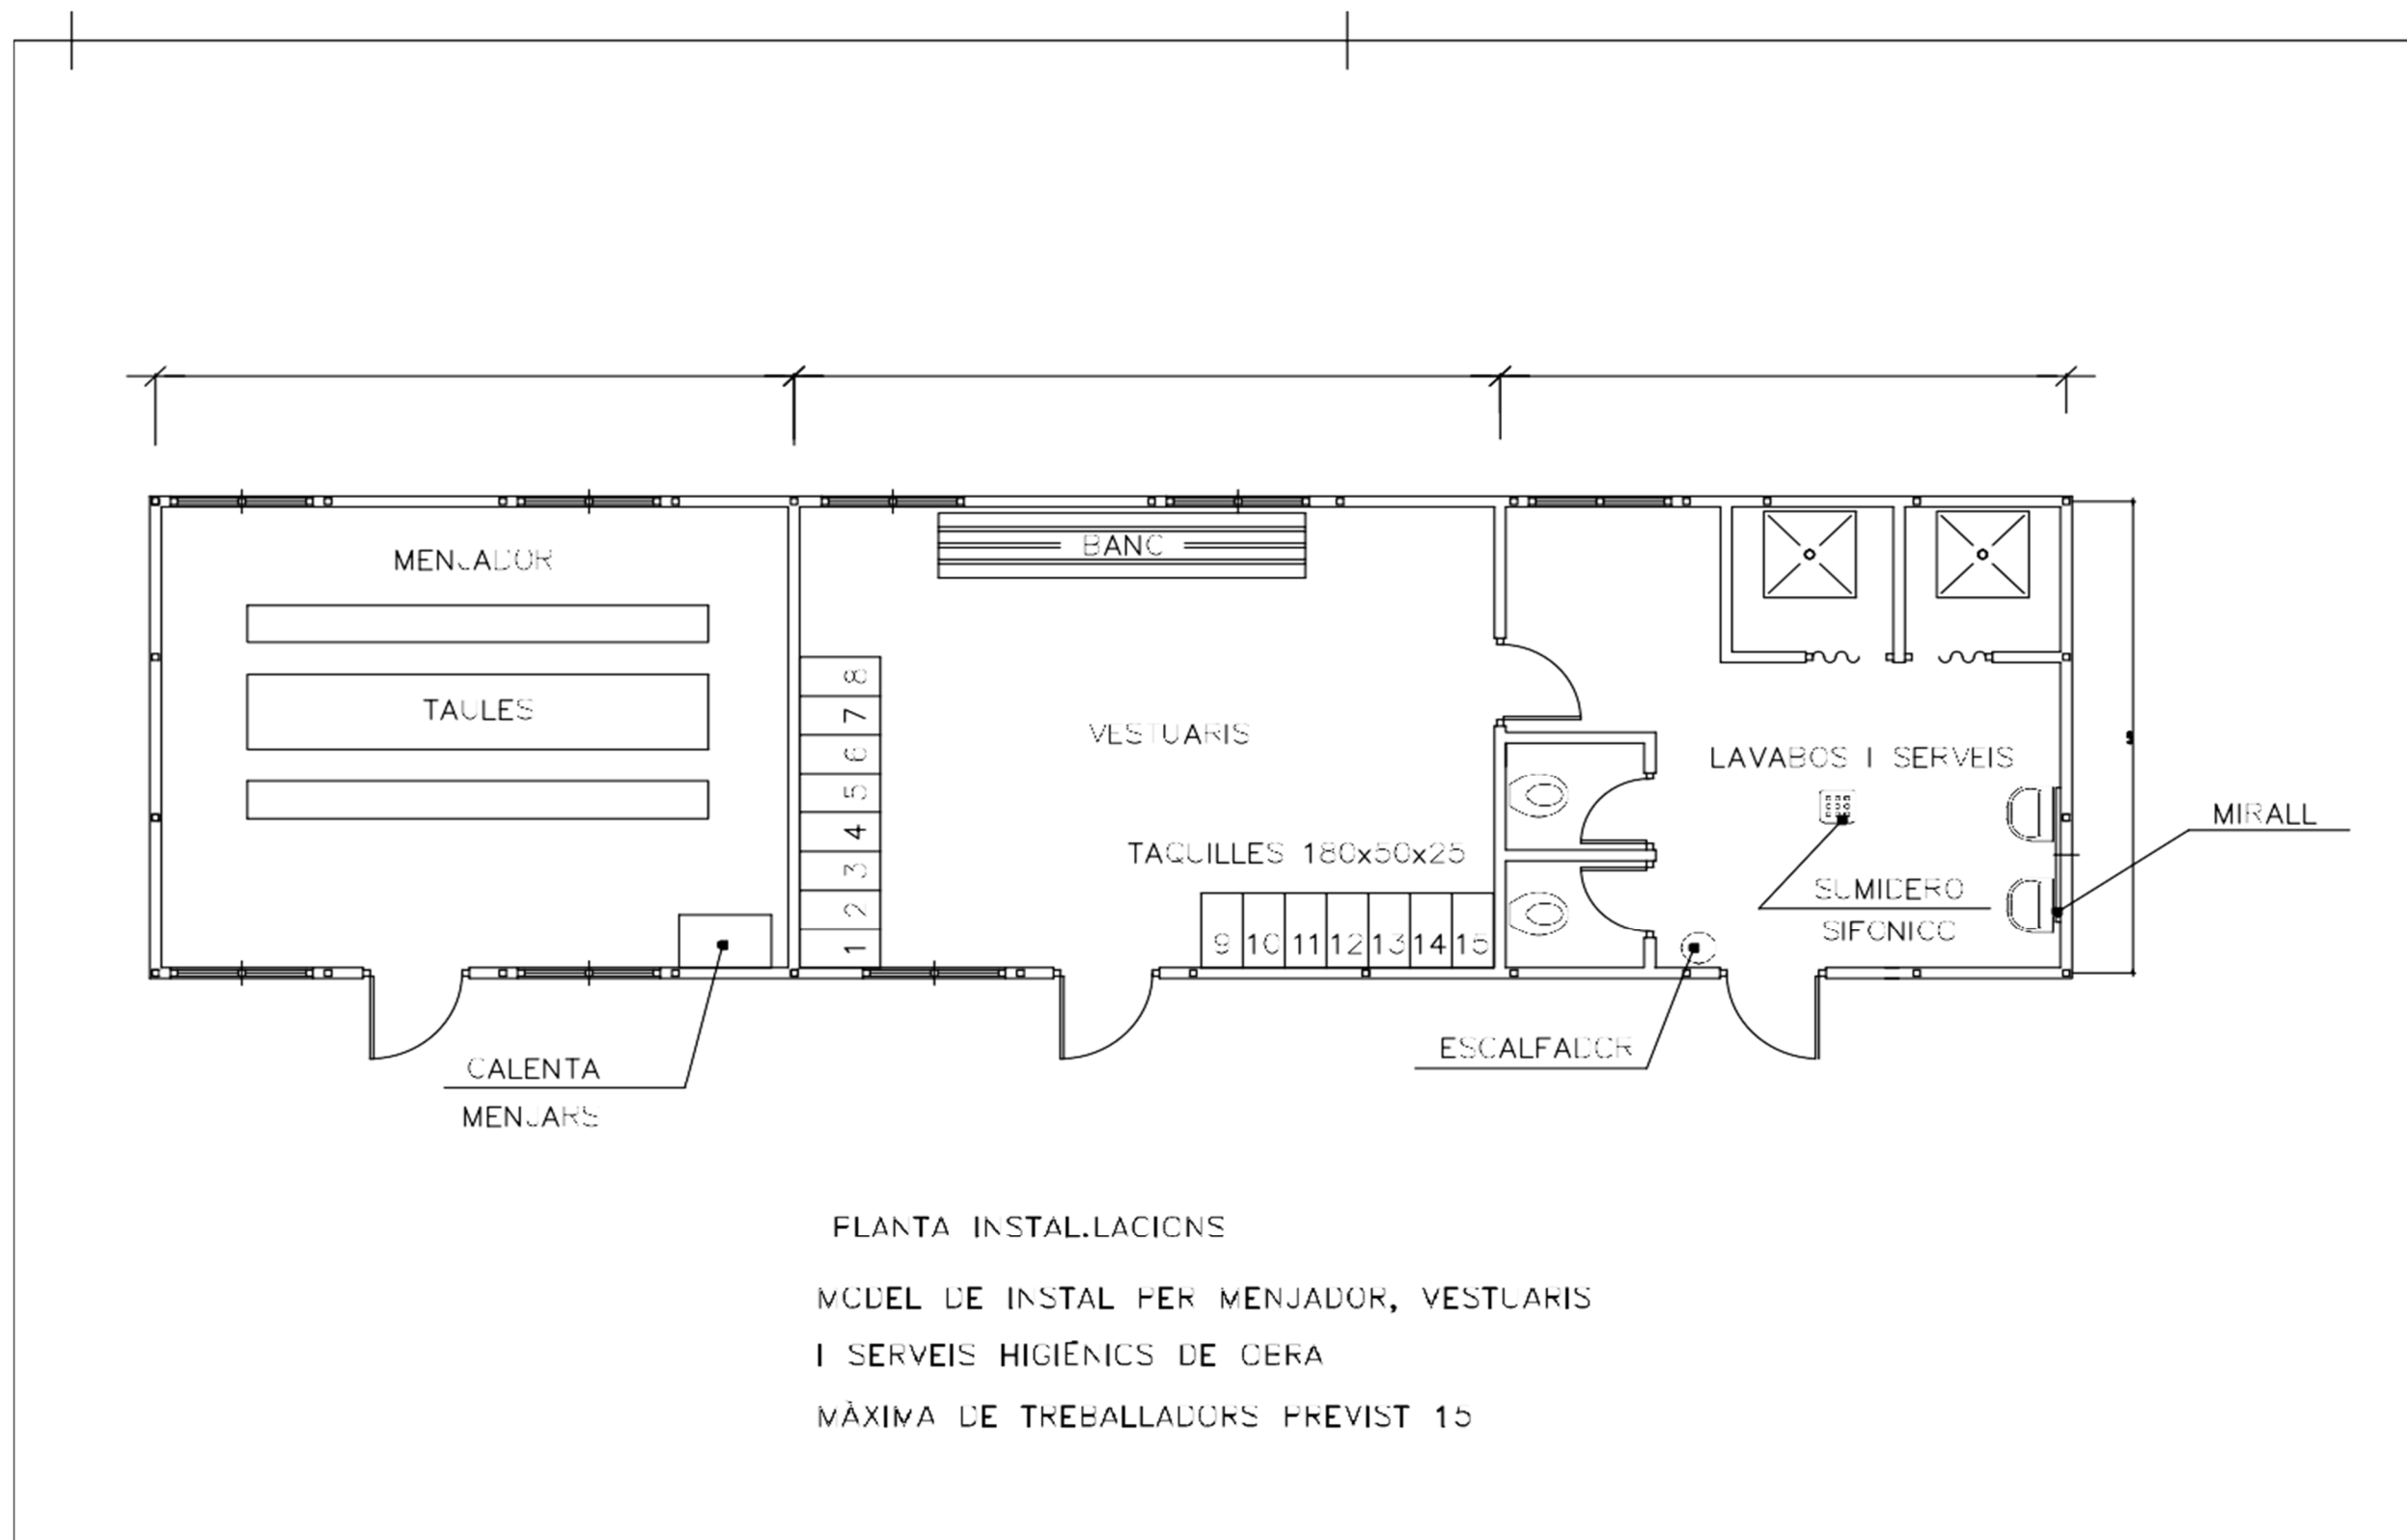 BANC
MENJADOR
TAULES
VESTUARIS
LAVABOS I SERVEIS
MIRALL
TAQUILLES 180x50x25
SUMIDERO
SIFONICO
8
7
6
5
4
3
2
1
9 10 11 12 13 14 15
ESCALFADOR
CALENTA
MENJARS
PLANTA INSTAL.LACIONS
MODEL DE INSTAL PER MENJADOR, VESTUARIS
I SERVEIS HIGIÉNICS DE OBRA
MÀXIMA DE TREBALLADORS PREVIST 15